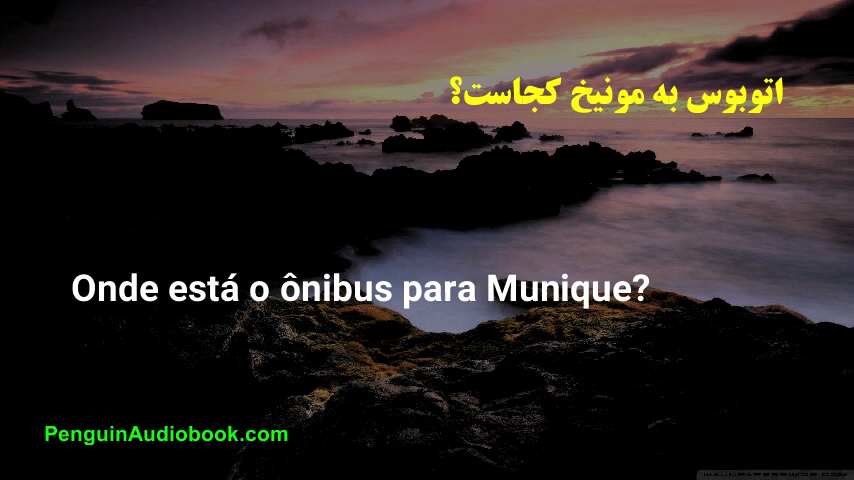 اتوبوس به مونیخ کجاست؟
Onde está o ônibus para Munique?
PenguinAudiobook.com